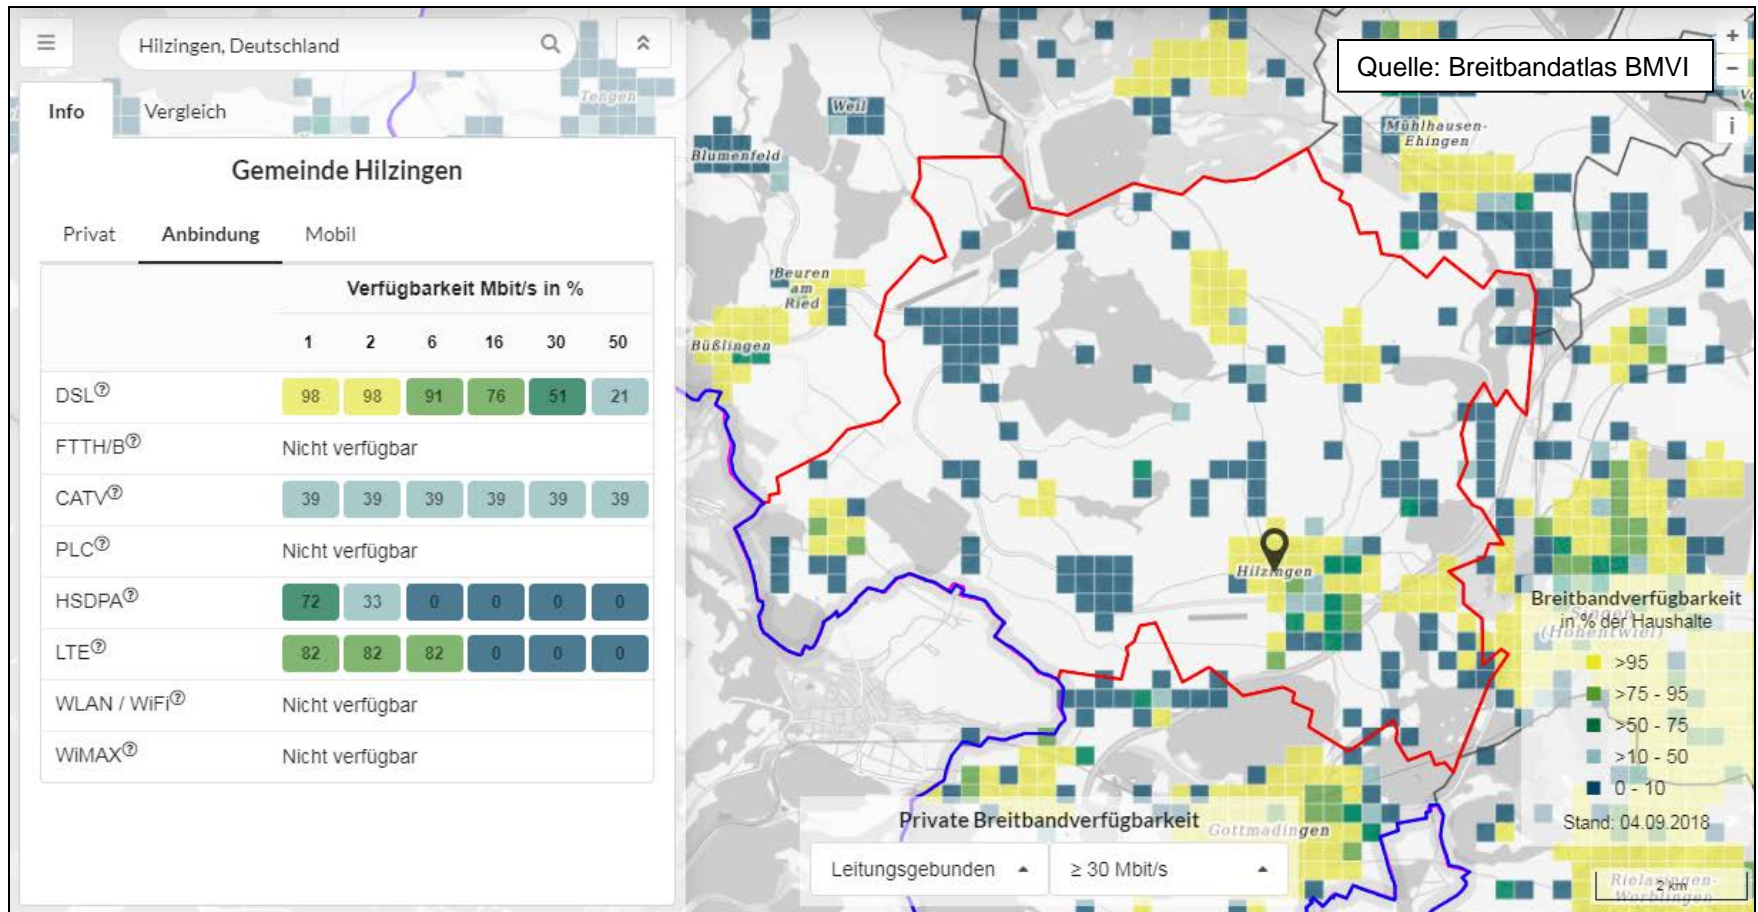 Hilzingen, Deutschland
Info
Vergleich
Gemeinde Hilzingen
Privat
Anbindung
Mobil
Verfügbarkeit Mbit/s in %
1 2 6 16 30 50
DSL 98 98 91 76 51 21
FTTH/B Nicht verfügbar
CATV 39 39 39 39 39 39
PLC Nicht verfügbar
HSDPA 72 33 0 0 0 0
LTE 82 82 82 0 0 0
WLAN / WiFi Nicht verfügbar
WiMAX Nicht verfügbar
Quelle: Breitbandatlas BMVI
+
−
i
Tengen
Weil
Blumenfeld
Mühlhausen-
Ehingen
Beuren
am
Ried
Büßlingen
Hilzingen
Singen
(Hohentwiel)
Gottmadingen
Rielasingen-
Worblingen
Breitbandverfügbarkeit
in % der Haushalte
>95
>75 - 95
>50 - 75
>10 - 50
0 - 10
Stand: 04.09.2018
2 km
Private Breitbandverfügbarkeit
Leitungsgebunden
≥ 30 Mbit/s